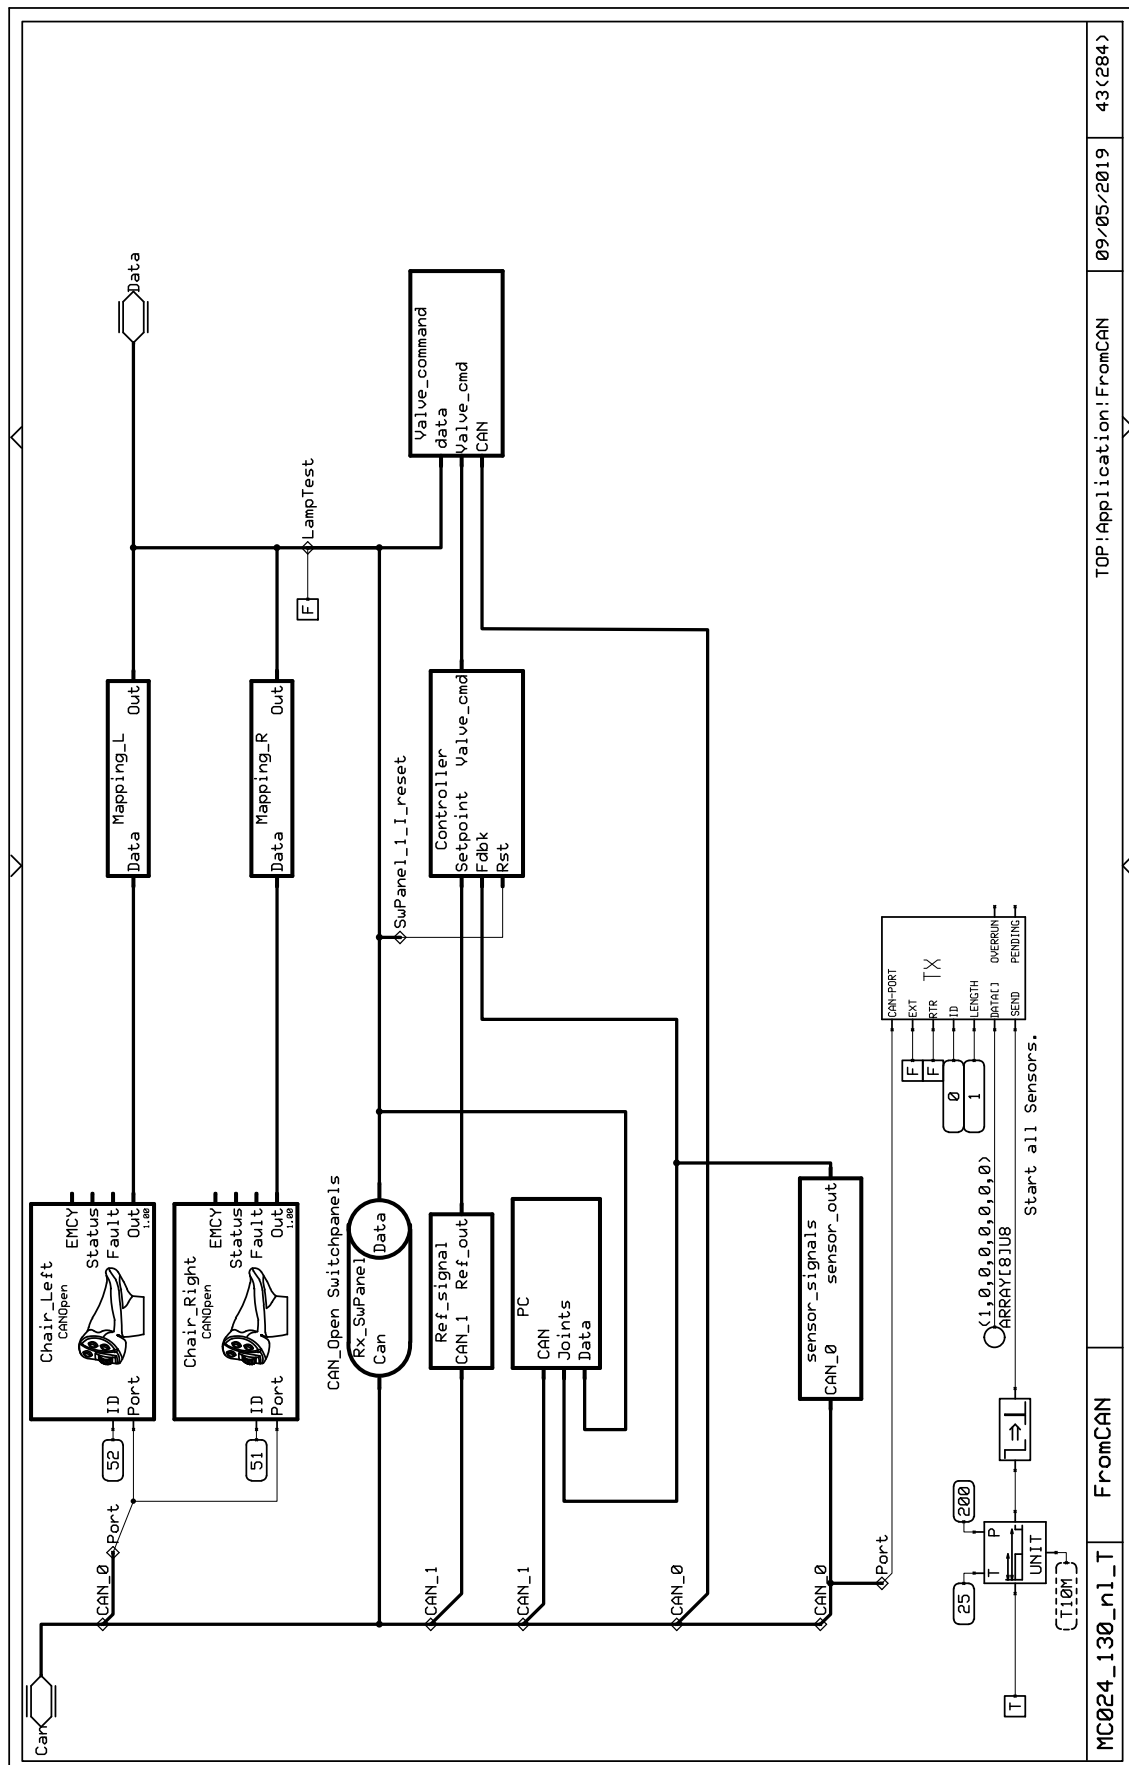 Can
CAN_0
Port
52
51
Chair_Left
CANOpen
ID
Port
EMCY
Status
Fault
Out
1.00
Chair_Right
CANOpen
ID
Port
EMCY
Status
Fault
Out
1.00
Mapping_L
Data Out
Mapping_R
Data Out
Data
LampTest
F
CAN_Open Switchpanels
Rx_SwPanel
Can Data
SwPanel_1_I_reset
CAN_1
Ref_signal
CAN_1 Ref_out
Controller
Setpoint Valve_cmd
Fdbk
Rst
Valve_command
data
Valve_cmd
CAN
CAN_1
PC
CAN
Joints
Data
CAN_0
CAN_0
sensor_signals
CAN_0 sensor_out
Port
CAN-PORT
EXT
RTR
ID
LENGTH
DATA[]
SEND
TX
OVERRUN
PENDING
F
F
0
1
(1,0,0,0,0,0,0,0)
ARRAY[8]U8
Start all Sensors.
25
200
T P
UNIT
T10M
T
MC024_130_nl_T FromCAN TOP!Application!FromCAN 09/05/2019 43(284)